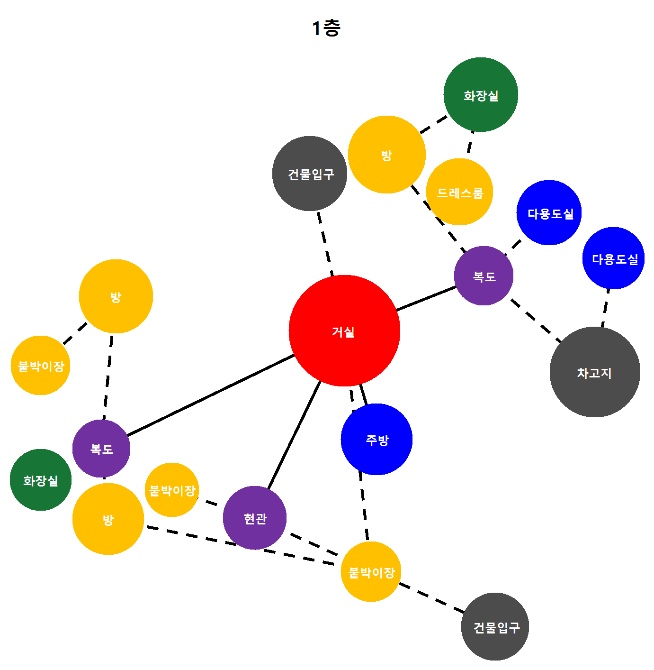 1층
화장실
방
건물입구
드레스룸
다용도실
다용도실
복도
방
거실
붙박이장
차고지
주방
복도
화장실
붙박이장
현관
방
붙박이장
건물입구